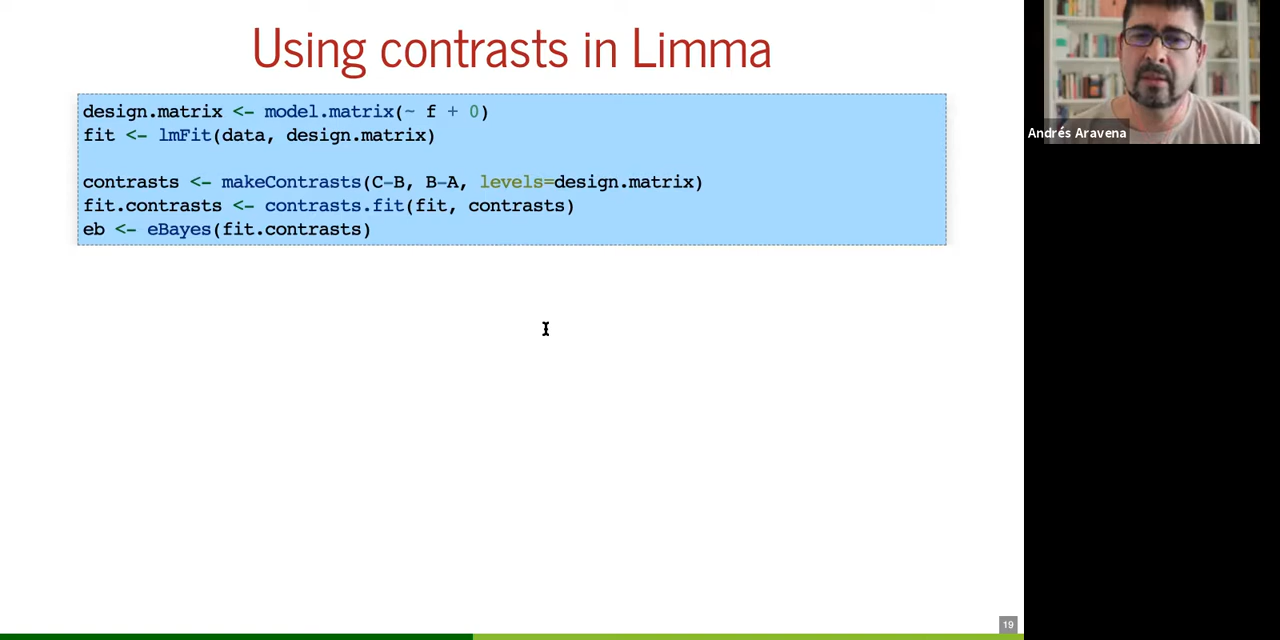 Using contrasts in Limma
design.matrix <- model.matrix(~ f + 0)
fit <- lmFit(data, design.matrix)
contrasts <- makeContrasts(C-B, B-A, levels=design.matrix)
fit.contrasts <- contrasts.fit(fit, contrasts)
eb <- eBayes(fit.contrasts)
Andrés Aravena
19